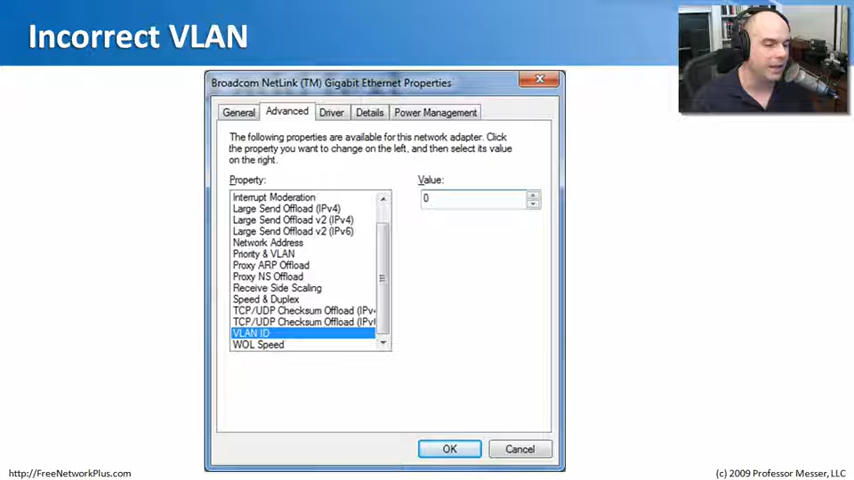 Incorrect VLAN
Broadcom NetLink (TM) Gigabit Ethernet Properties
General Advanced Driver Details Power Management
The following properties are available for this network adapter. Click
the property you want to change on the left, and then select its value
on the right.
Property:
Value:
Interrupt Moderation
Large Send Offload (IPv4)
Large Send Offload v2 (IPv4)
Large Send Offload v2 (IPv6)
Network Address
Priority & VLAN
Proxy ARP Offload
Proxy NS Offload
Receive Side Scaling
Speed & Duplex
TCP/UDP Checksum Offload (IPv
TCP/UDP Checksum Offload (IPv
VLAN ID
WOL Speed
0
OK
Cancel
http://FreeNetworkPlus.com
(c) 2009 Professor Messer, LLC